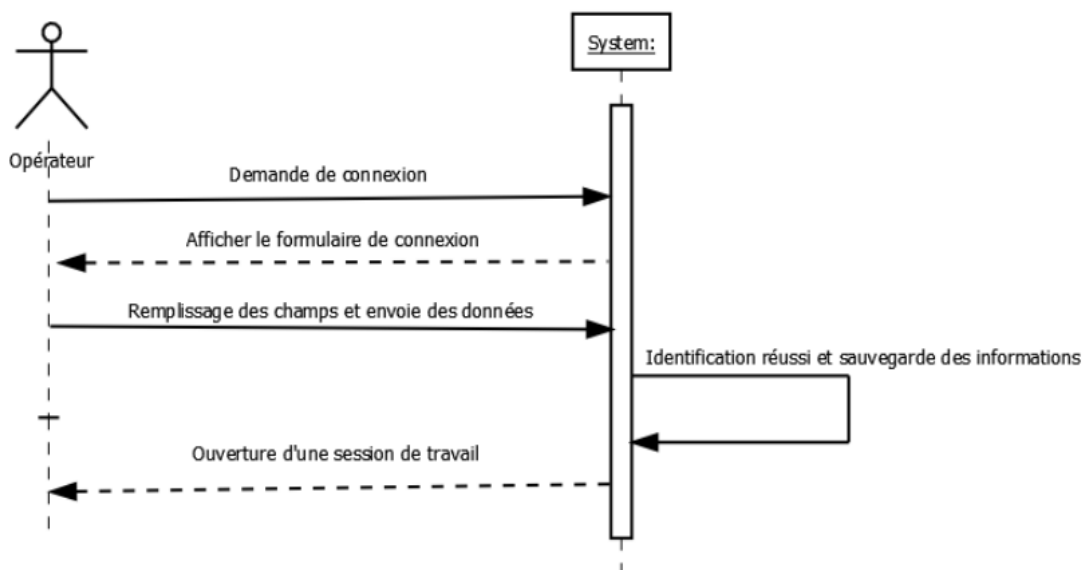 System:
Opérateur
Demande de connexion
Afficher le formulaire de connexion
Remplissage des champs et envoie des données
Identification réussi et sauvegarde des informations
Ouverture d'une session de travail